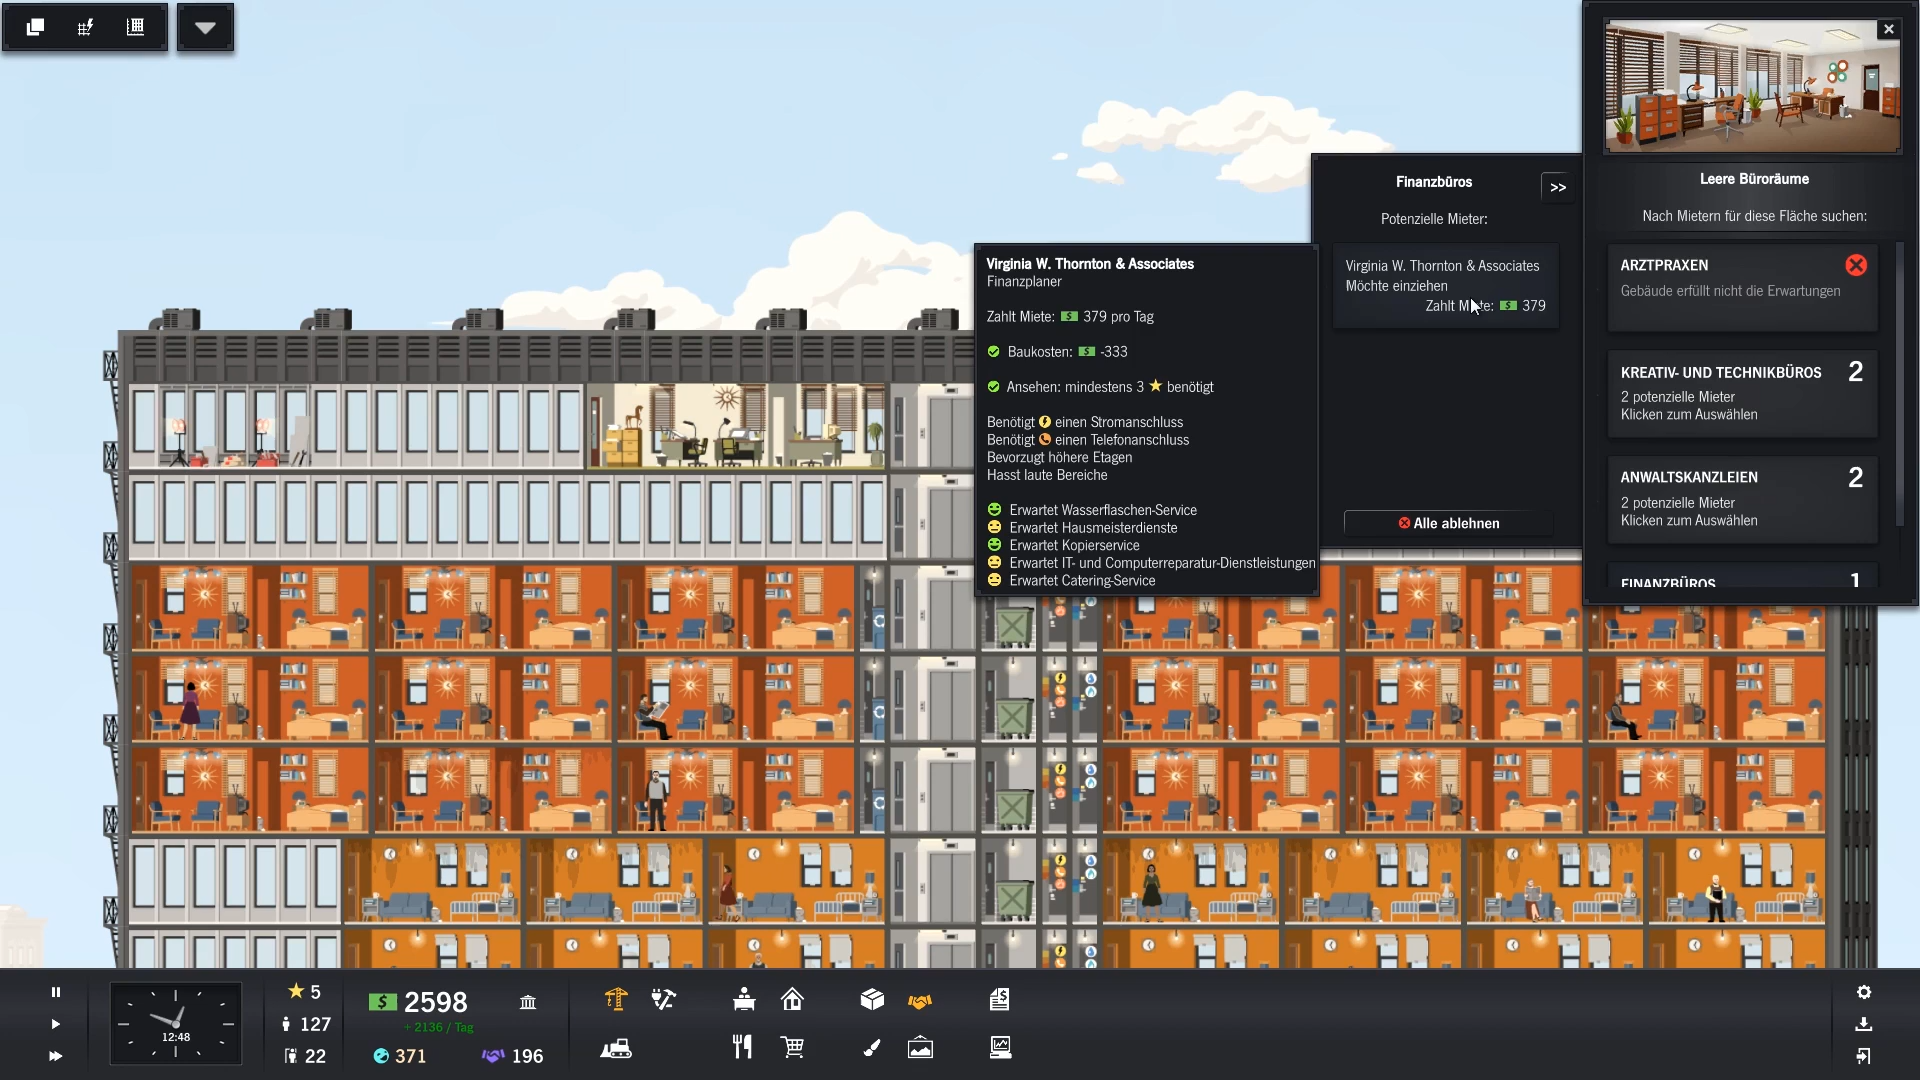 Leere Büroräume
Nach Mietern für diese Fläche suchen:
ARZTPRAXEN
Gebäude erfüllt nicht die Erwartungen
KREATIV- UND TECHNIKBÜROS 2
2 potenzielle Mieter
Klicken zum Auswählen
ANWALTSKANZLEIEN 2
2 potenzielle Mieter
Klicken zum Auswählen
FINANZBÜROS 1
Finanzbüros
>>
Potenzielle Mieter:
Virginia W. Thornton & Associates
Möchte einziehen
Zahlt Miete: $ 379
Alle ablehnen
Virginia W. Thornton & Associates
Finanzplaner
Zahlt Miete: $ 379 pro Tag
Baukosten: $ -333
Ansehen: mindestens 3 ★ benötigt
Benötigt einen Stromanschluss
Benötigt einen Telefonanschluss
Bevorzugt höhere Etagen
Hasst laute Bereiche
Erwartet Wasserflaschen-Service
Erwartet Hausmeisterdienste
Erwartet Kopierservice
Erwartet IT- und Computerreparatur-Dienstleistungen
Erwartet Catering-Service
12:48
5
127
22
$ 2598
+ 2136 / Tag
371
196